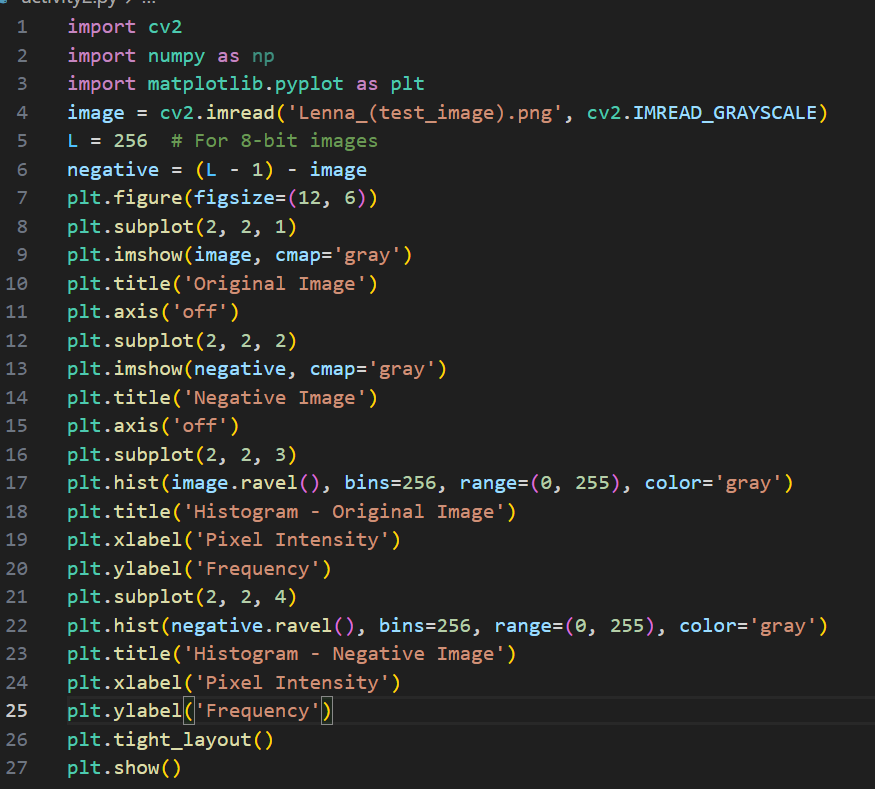 activity2.py > ...
1 import cv2
2 import numpy as np
3 import matplotlib.pyplot as plt
4 image = cv2.imread('Lenna_(test_image).png', cv2.IMREAD_GRAYSCALE)
5 L = 256  # For 8-bit images
6 negative = (L - 1) - image
7 plt.figure(figsize=(12, 6))
8 plt.subplot(2, 2, 1)
9 plt.imshow(image, cmap='gray')
10 plt.title('Original Image')
11 plt.axis('off')
12 plt.subplot(2, 2, 2)
13 plt.imshow(negative, cmap='gray')
14 plt.title('Negative Image')
15 plt.axis('off')
16 plt.subplot(2, 2, 3)
17 plt.hist(image.ravel(), bins=256, range=(0, 255), color='gray')
18 plt.title('Histogram - Original Image')
19 plt.xlabel('Pixel Intensity')
20 plt.ylabel('Frequency')
21 plt.subplot(2, 2, 4)
22 plt.hist(negative.ravel(), bins=256, range=(0, 255), color='gray')
23 plt.title('Histogram - Negative Image')
24 plt.xlabel('Pixel Intensity')
25 plt.ylabel('Frequency')
26 plt.tight_layout()
27 plt.show()